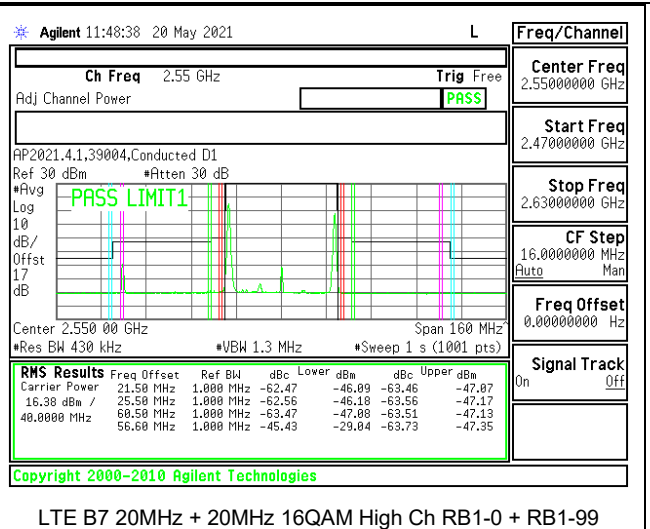 Agilent 11:48:38 20 May 2021 L
Freq/Channel
Ch Freq 2.55 GHz Trig Free
Adj Channel Power PASS
Center Freq
2.55000000 GHz
Start Freq
2.47000000 GHz
Stop Freq
2.63000000 GHz
CF Step
16.0000000 MHz
Auto Man
Freq Offset
0.00000000 Hz
Signal Track
On Off
AP2021.4.1,39004,Conducted D1
Ref 30 dBm #Atten 30 dB
#Avg
Log
10
dB/
Offst
17
dB
PASS LIMIT1
Center 2.550 00 GHz Span 160 MHz^
#Res BW 430 kHz #VBW 1.3 MHz #Sweep 1 s (1001 pts)
RMS Results Freq Offset Ref BW dBc Lower dBm dBc Upper dBm
Carrier Power 21.50 MHz 1.000 MHz -62.47 -46.09 -63.46 -47.07
16.38 dBm / 25.50 MHz 1.000 MHz -62.56 -46.18 -63.56 -47.17
40.0000 MHz 60.50 MHz 1.000 MHz -63.47 -47.08 -63.51 -47.13
56.60 MHz 1.000 MHz -45.43 -29.04 -63.73 -47.35
Copyright 2000-2010 Agilent Technologies
LTE B7 20MHz + 20MHz 16QAM High Ch RB1-0 + RB1-99